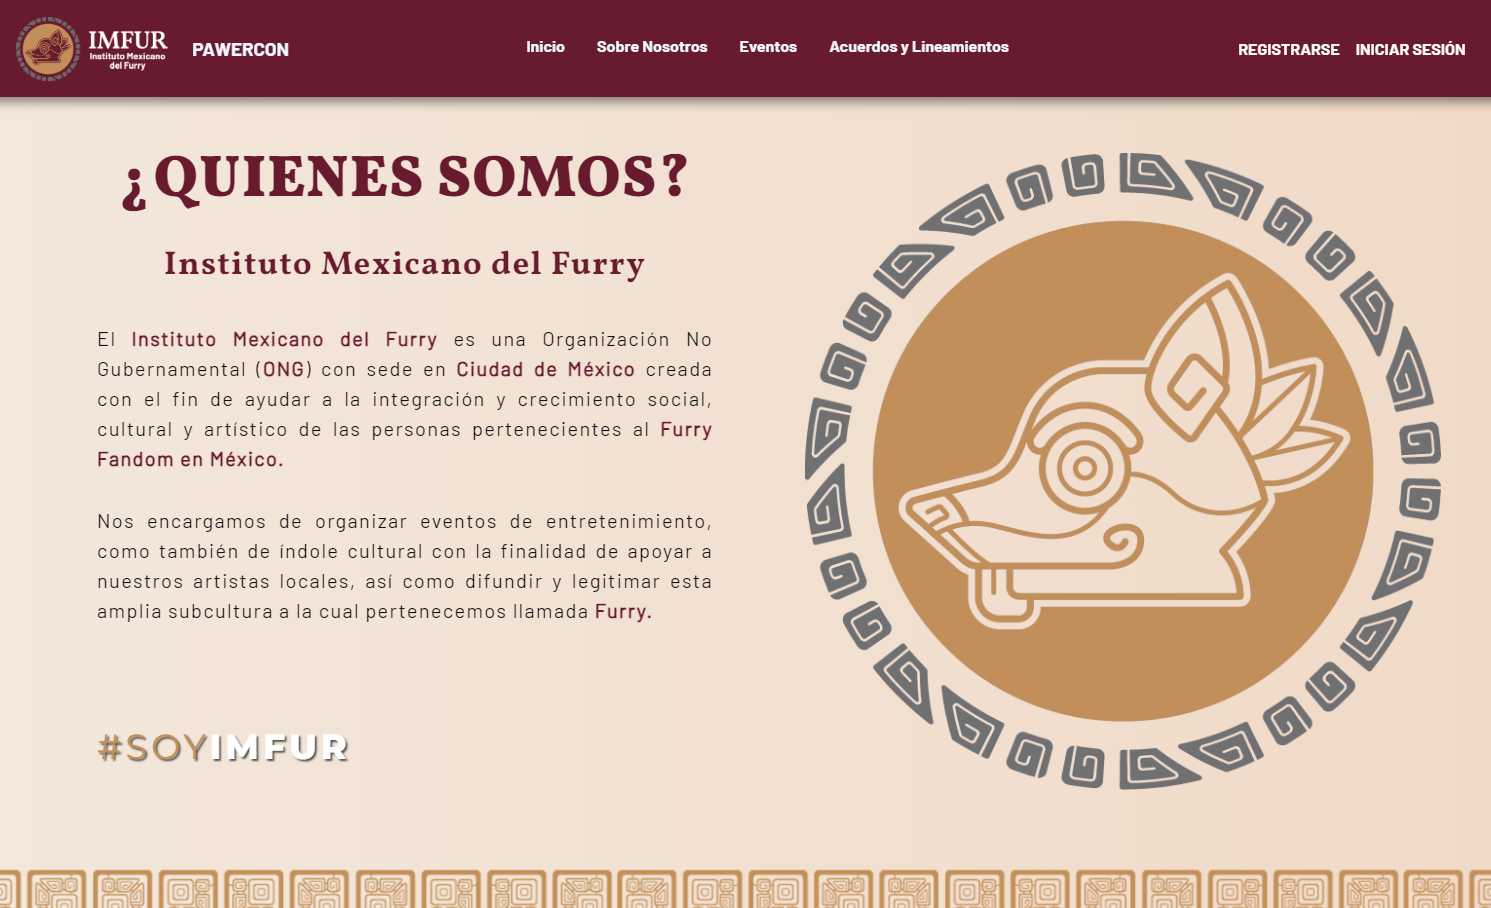 IMFUR
Instituto Mexicano
del Furry
PAWERCON
Inicio
Sobre Nosotros
Eventos
Acuerdos y Lineamientos
REGISTRARSE
INICIAR SESIÓN
¿QUIENES SOMOS?
Instituto Mexicano del Furry
El Instituto Mexicano del Furry es una Organización No
Gubernamental (ONG) con sede en Ciudad de México creada
con el fin de ayudar a la integración y crecimiento social,
cultural y artístico de las personas pertenecientes al Furry
Fandom en México.
Nos encargamos de organizar eventos de entretenimiento,
como también de índole cultural con la finalidad de apoyar a
nuestros artistas locales, así como difundir y legitimar esta
amplia subcultura a la cual pertenecemos llamada Furry.
#SOYIMFUR